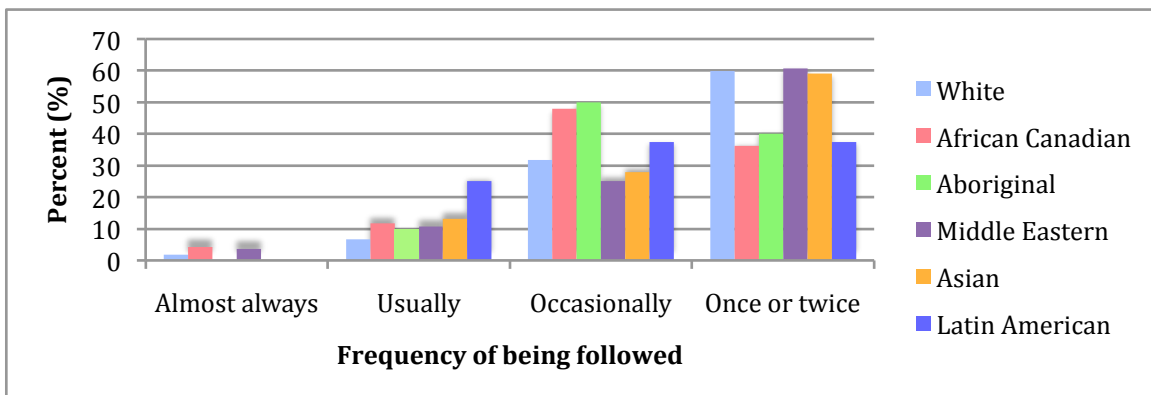 Percent (%)
70
60
50
40
30
20
10
0
Almost always
Usually
Occasionally
Once or twice
Frequency of being followed
White
African Canadian
Aboriginal
Middle Eastern
Asian
Latin American